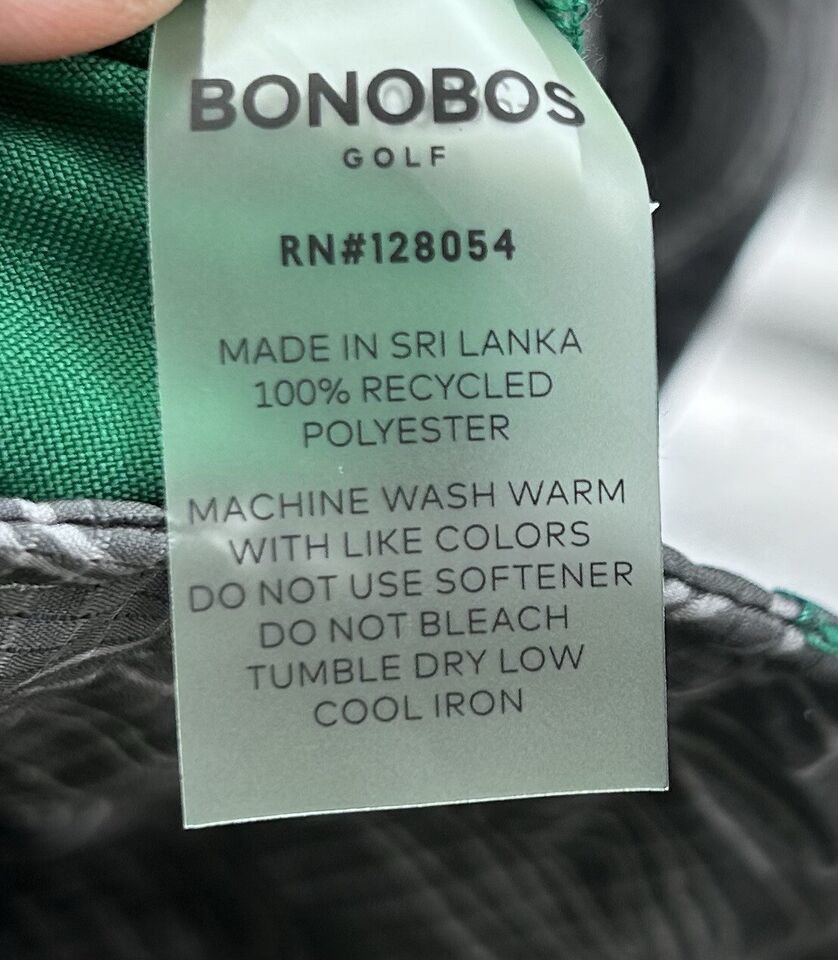 BONOBOS
GOLF
RN#128054
MADE IN SRI LANKA
100% RECYCLED
POLYESTER
MACHINE WASH WARM
WITH LIKE COLORS
DO NOT USE SOFTENER
DO NOT BLEACH
TUMBLE DRY LOW
COOL IRON